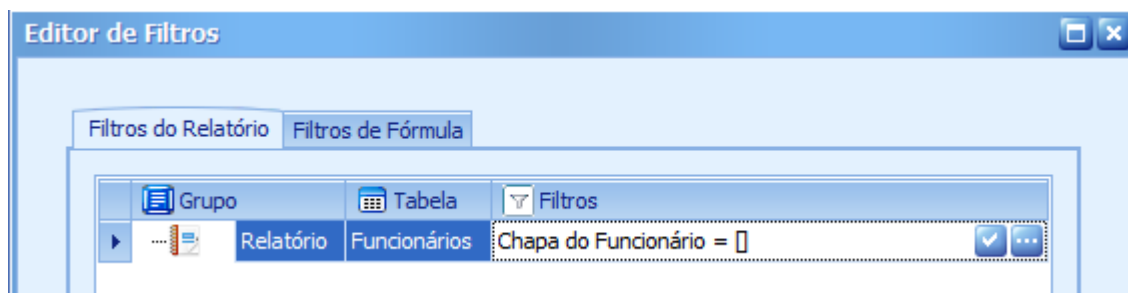 Editor de Filtros
Filtros do Relatório Filtros de Fórmula
Grupo Tabela Filtros
Relatório Funcionários Chapa do Funcionário = []